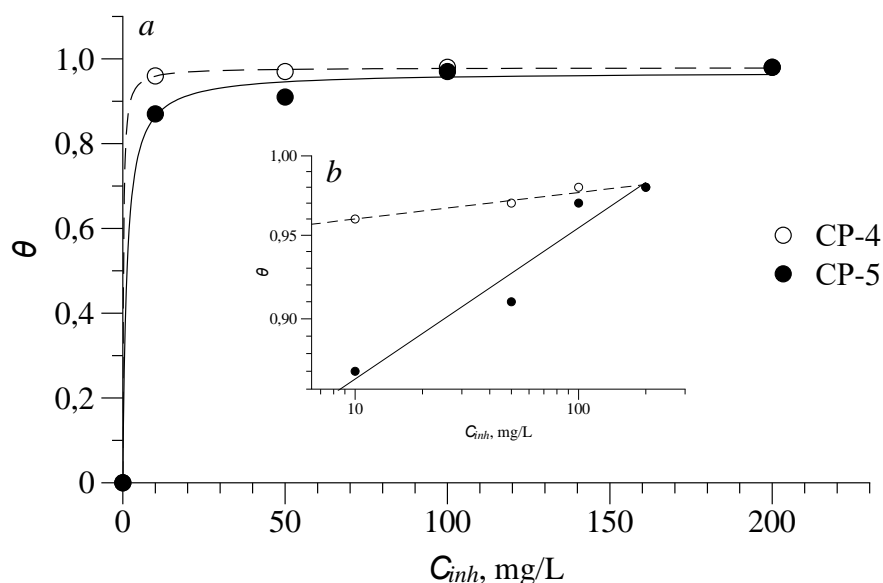 a
1,0
0,8
0,6
0,4
0,2
0
θ
0 50 100 150 200
Cinh, mg/L
b
1,00
0,95
0,90
θ
10 100
Cinh, mg/L
CP-4
CP-5